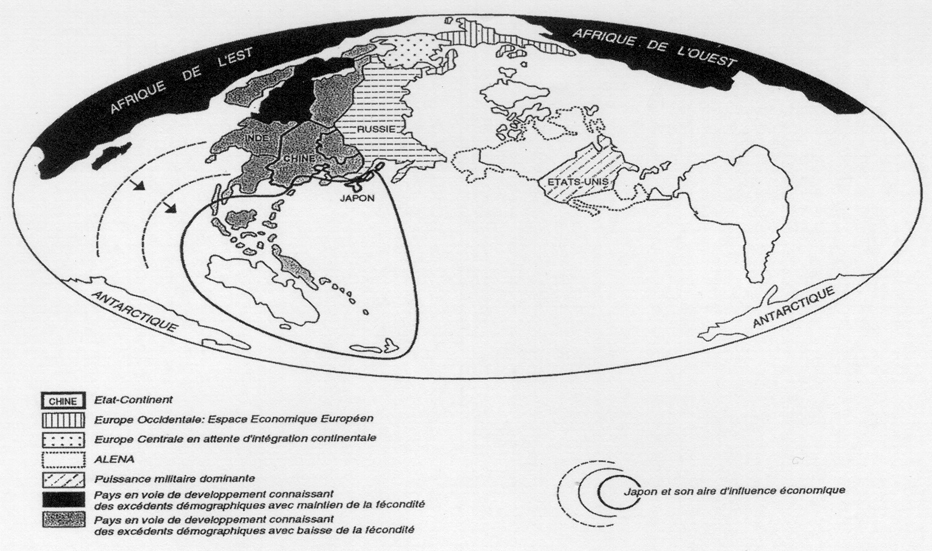 AFRIQUE DE L'EST
AFRIQUE DE L'OUEST
INDE
CHINE
RUSSIE
JAPON
ETATS-UNIS
ANTARCTIQUE
ANTARCTIQUE
CHINE
Etat-Continent
Europe Occidentale: Espace Economique Européen
Europe Centrale en attente d'intégration continentale
ALENA
Puissance militaire dominante
Pays en voie de developpement connaissant
des excédents démographiques avec maintien de la fécondité
Pays en voie de developpement connaissant
des excédents démographiques avec baisse de la fécondité
Japon et son aire d'influence économique